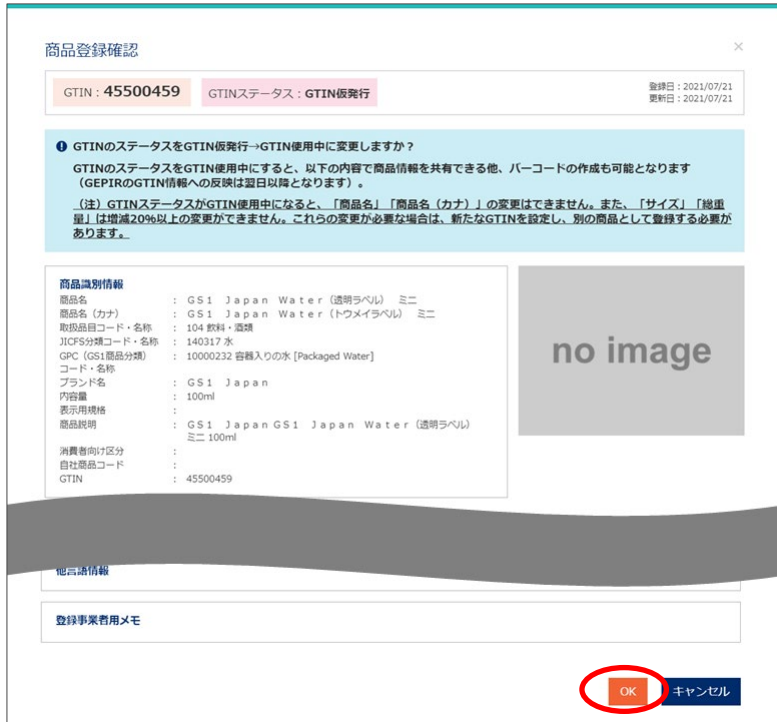 商品登録確認
×
GTIN：45500459
GTINステータス：GTIN仮発行
登録日：2021/07/21
更新日：2021/07/21
GTINのステータスをGTIN仮発行→GTIN使用中に変更しますか？
GTINのステータスをGTIN使用中にすると、以下の内容で商品情報を共有できる他、バーコードの作成も可能となります
（GEPIRのGTIN情報への反映は翌日以降となります）。
（注）GTINステータスがGTIN使用中になると、「商品名」「商品名（カナ）」の変更はできません。また、「サイズ」「総重
量」は増減20%以上の変更ができません。これらの変更が必要な場合は、新たなGTINを設定し、別の商品として登録する必要が
あります。
商品識別情報
商品名 ： ＧＳ１　Ｊａｐａｎ　Ｗａｔｅｒ（透明ラベル）　ミニ
商品名（カナ） ： ＧＳ１　Ｊａｐａｎ　Ｗａｔｅｒ（トウメイラベル）　ミニ
取扱品目コード・名称 ： 104 飲料・酒類
JICFS分類コード・名称 ： 140317 水
GPC（GS1商品分類） ： 10000232 容器入りの水 [Packaged Water]
コード・名称
ブランド名 ： ＧＳ１　Ｊａｐａｎ
内容量 ： 100ml
表示用規格 ：
商品説明 ： ＧＳ１　ＪａｐａｎＧＳ１　Ｊａｐａｎ　Ｗａｔｅｒ（透明ラベル）
ミニ 100ml
消費者向け区分 ：
自社商品コード ：
GTIN ： 45500459
no image
他言語情報
登録事業者用メモ
OK
キャンセル